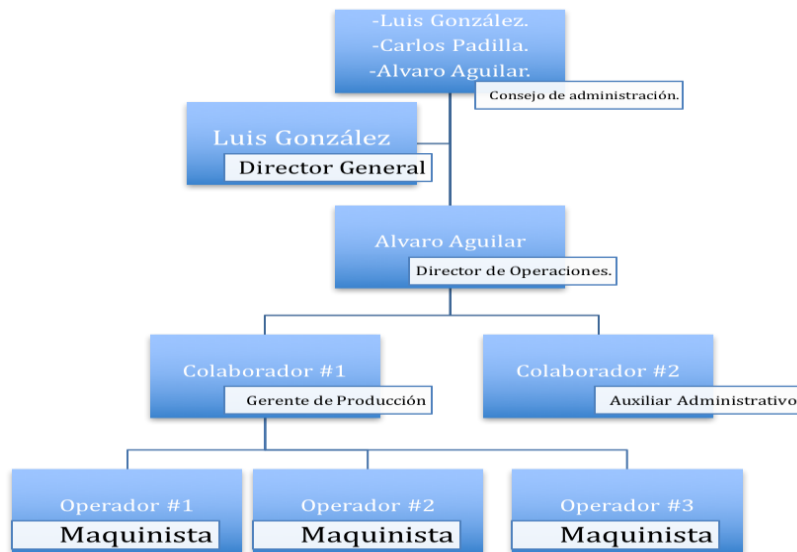 -Luis González.
-Carlos Padilla.
-Alvaro Aguilar.
Consejo de administración.
Luis González
Director General
Alvaro Aguilar
Director de Operaciones.
Colaborador #1
Gerente de Producción
Colaborador #2
Auxiliar Administrativo
Operador #1
Maquinista
Operador #2
Maquinista
Operador #3
Maquinista